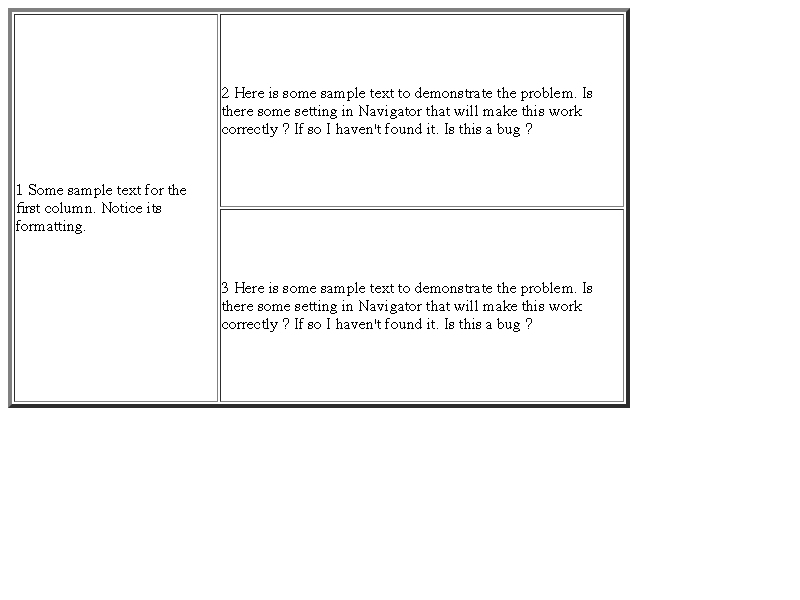 1 Some sample text for the
first column. Notice its
formatting.
2 Here is some sample text to demonstrate the problem. Is
there some setting in Navigator that will make this work
correctly ? If so I haven't found it. Is this a bug ?
3 Here is some sample text to demonstrate the problem. Is
there some setting in Navigator that will make this work
correctly ? If so I haven't found it. Is this a bug ?